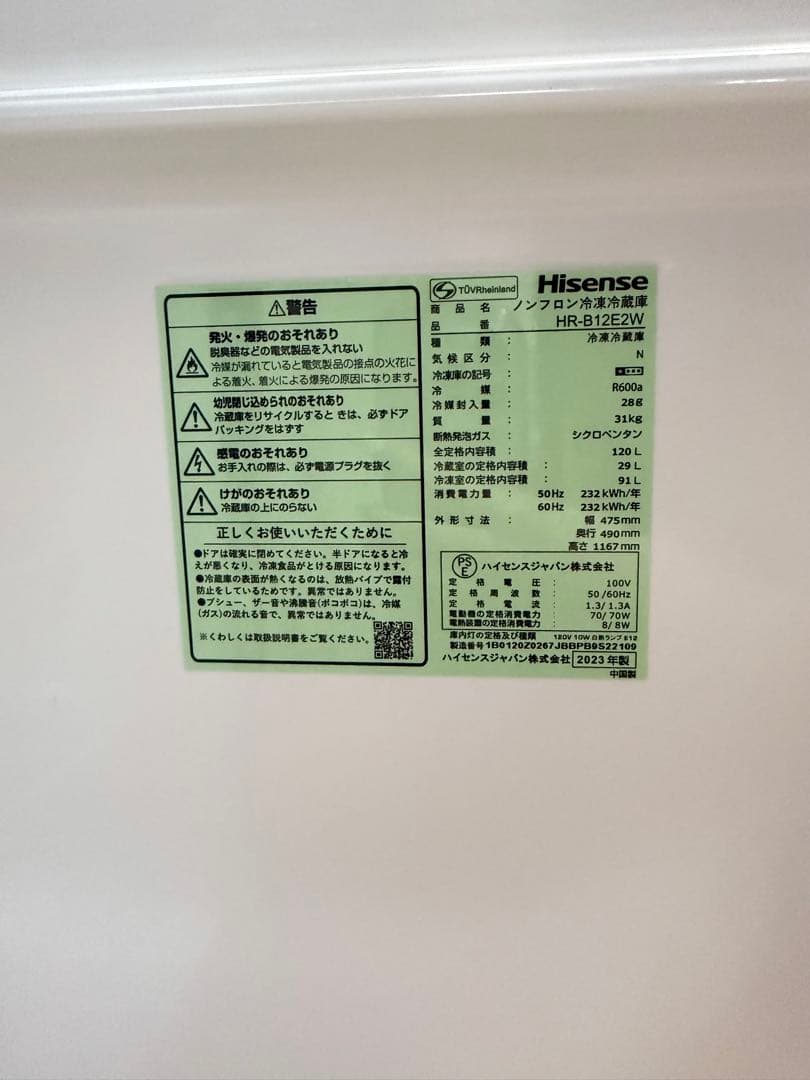 ⚠警告
発火・爆発のおそれあり
脱臭器などの電気製品を入れない
冷媒が漏れていると電気製品の接点の火花に
よる着火、着火による爆発の原因になります。
幼児閉じ込められのおそれあり
冷蔵庫をリサイクルすると きは、必ずドア
パッキングをはずす
感電のおそれあり
お手入れの際は、必ず電源プラグを抜く
けがのおそれあり
冷蔵庫の上にのらない
正しくお使いいただくために
●ドアは確実に閉めてください。半ドアになると冷
えが悪くなり、冷凍食品がとける原因になります。
●冷蔵庫の表面が熱くなるのは、放熱パイプで露付
防止をしているためです。異常ではありません。
●プシュー、ザー音や沸騰音(ポコポコ)は、冷媒
(ガス)の流れる音で、異常ではありません。
※くわしくは取扱説明書をご覧ください。
TÜVRheinland
Hisense
商品名 ノンフロン冷凍冷蔵庫
品番 HR-B12E2W
種類 : 冷凍冷蔵庫
気候区分 : N
冷凍庫の記号 :
冷媒 : R600a
冷媒封入量 : 28g
質量 : 31kg
断熱発泡ガス : シクロペンタン
全定格内容積 : 120 L
冷蔵室の定格内容積 : 29 L
冷凍室の定格内容積 : 91 L
消費電力量 : 50Hz 232 kWh/年
60Hz 232 kWh/年
外形寸法 : 幅 475mm
奥行 490mm
高さ 1167mm
PS
E ハイセンスジャパン株式会社
定格電圧 : 100V
定格周波数 : 50/60Hz
定格電流 : 1.3/1.3A
電動機の定格消費電力 : 70/70W
電熱装置の定格消費電力 : 8/8W
庫内灯の定格及び種類 120V 10W 白熱ランプ E12
製造番号 1B0120Z0267JBBPB9S22109
ハイセンスジャパン株式会社 2023 年製
中国製